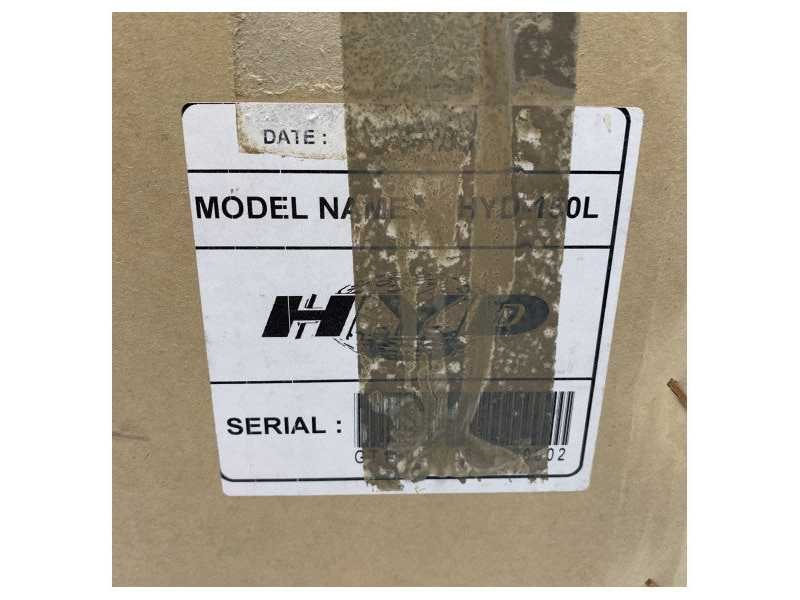 DATE :
MODEL NAME : HYD-150L
HYD
SERIAL :